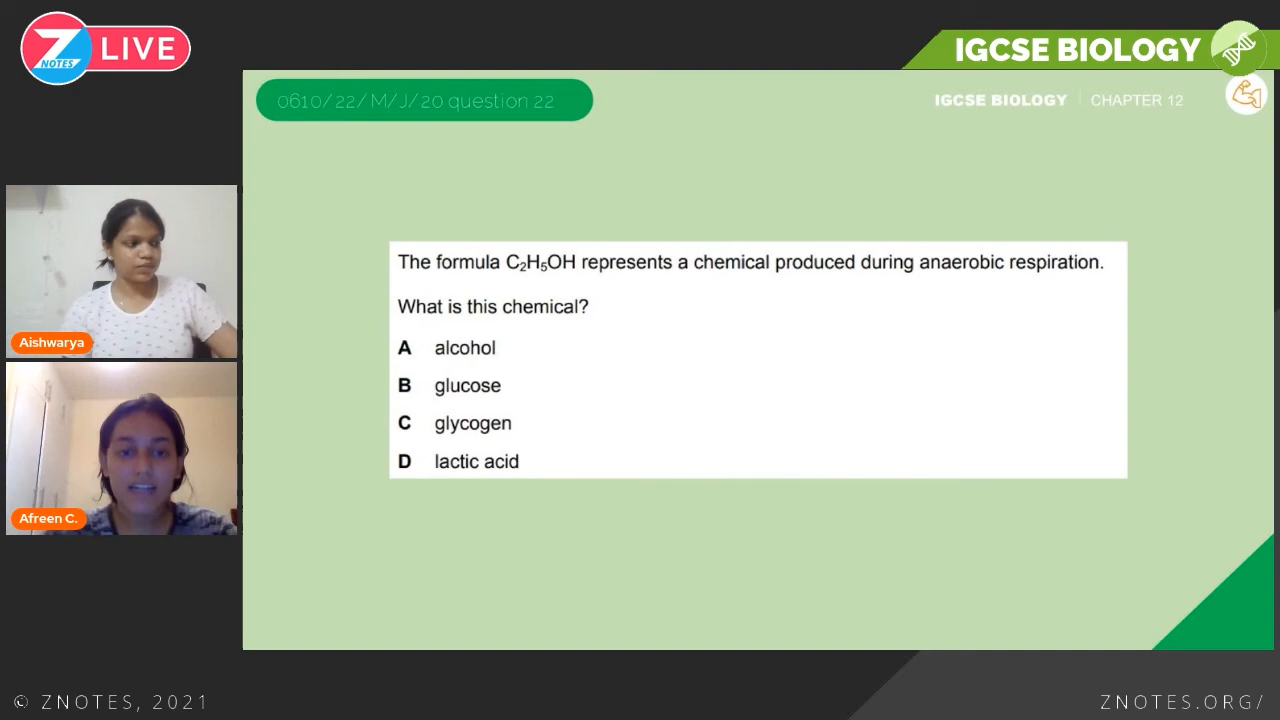 Z NOTES LIVE
IGCSE BIOLOGY
0610/22/M/J/20 question 22
IGCSE BIOLOGY | CHAPTER 12
The formula C₂H₅OH represents a chemical produced during anaerobic respiration.
What is this chemical?
A alcohol
B glucose
C glycogen
D lactic acid
Aishwarya
Afreen C.
© ZNOTES, 2021
ZNOTES.ORG/